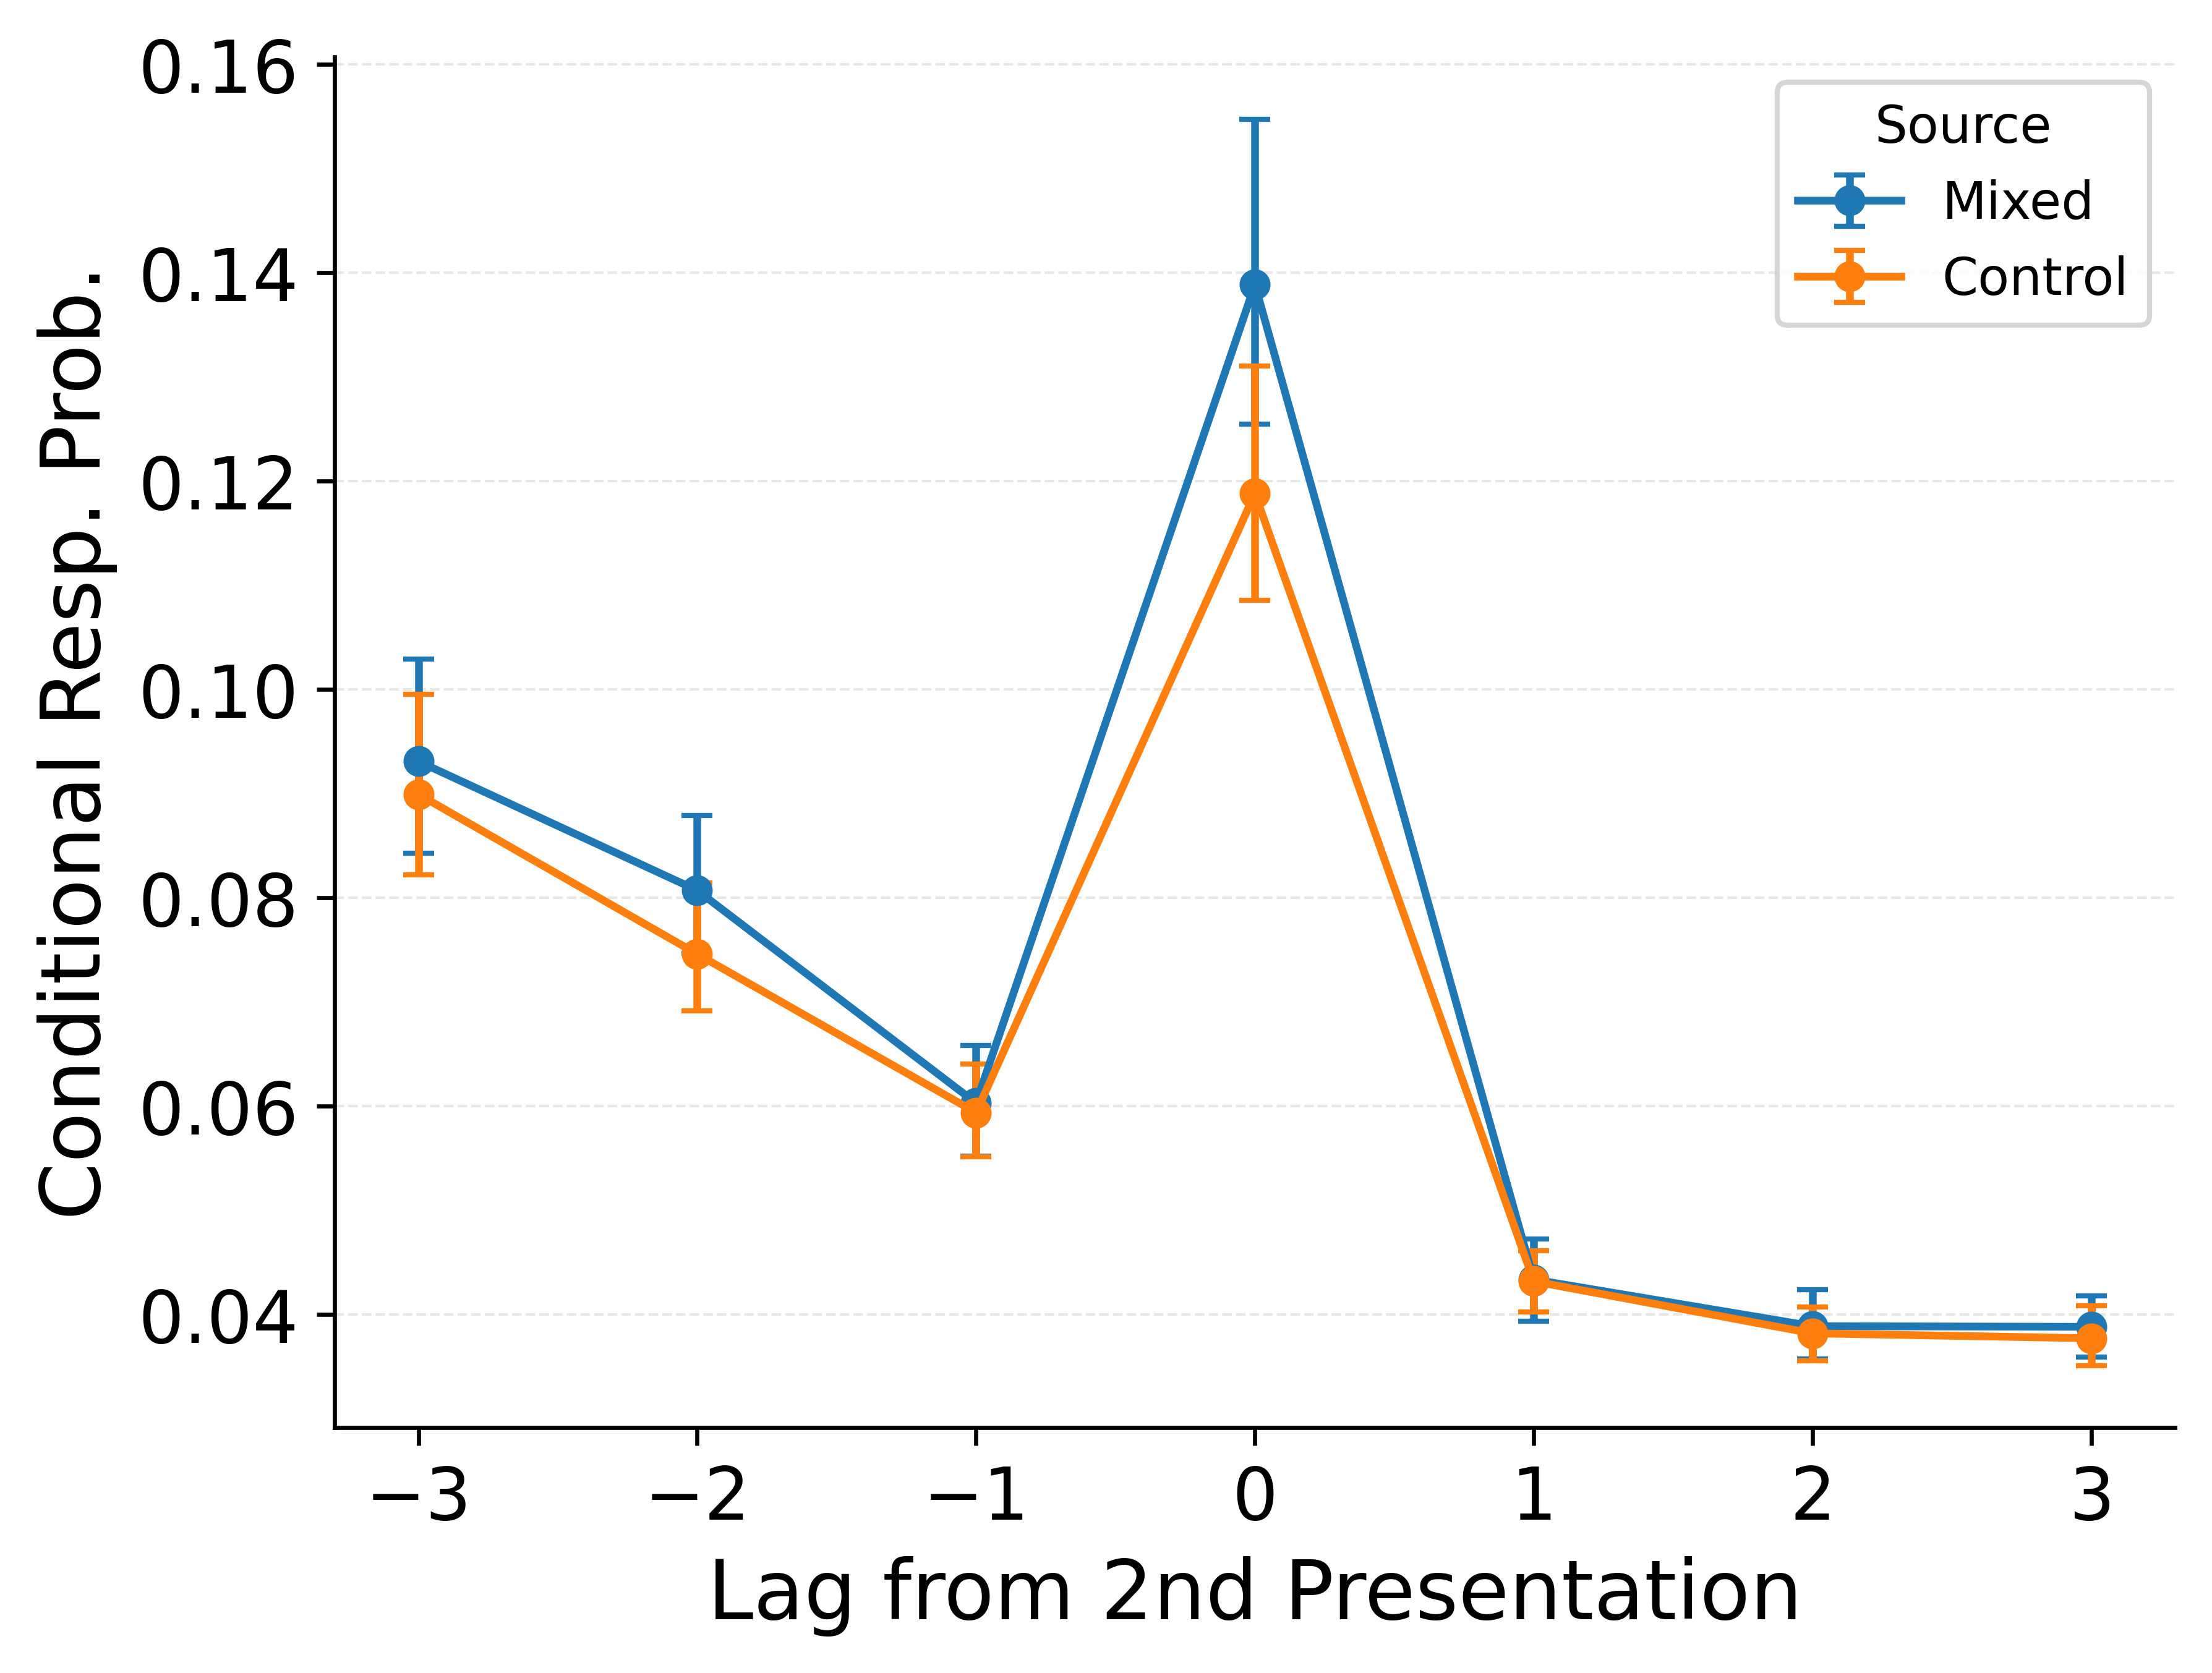 0.16
0.14
0.12
0.10
0.08
0.06
0.04
Conditional Resp. Prob.
Source
Mixed
Control
−3 −2 −1 0 1 2 3
Lag from 2nd Presentation